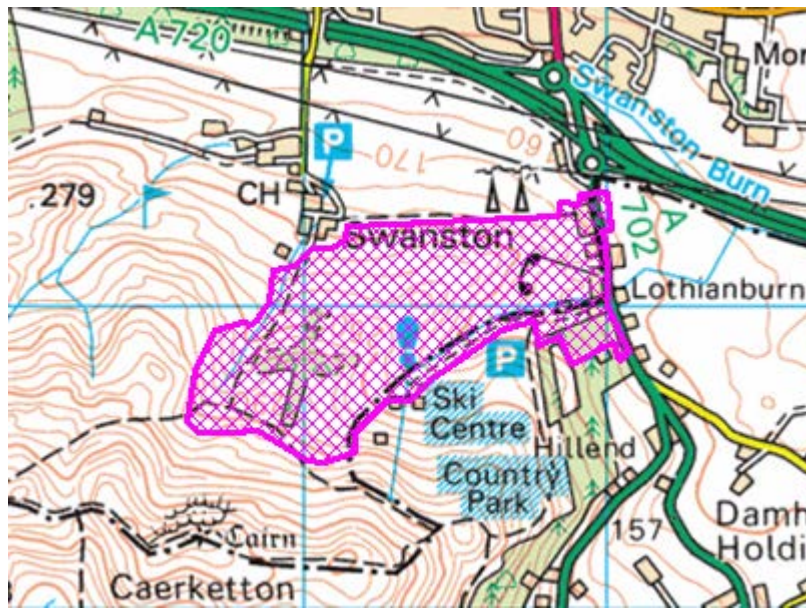 A720
Mor
Swanston Burn
P
60
170
.279
CH
A
702
Swanston
Lothianburn
P
Ski
Centre
Hillend
Country
Park
157
Damh
Holdi
Cairn
Caerketton